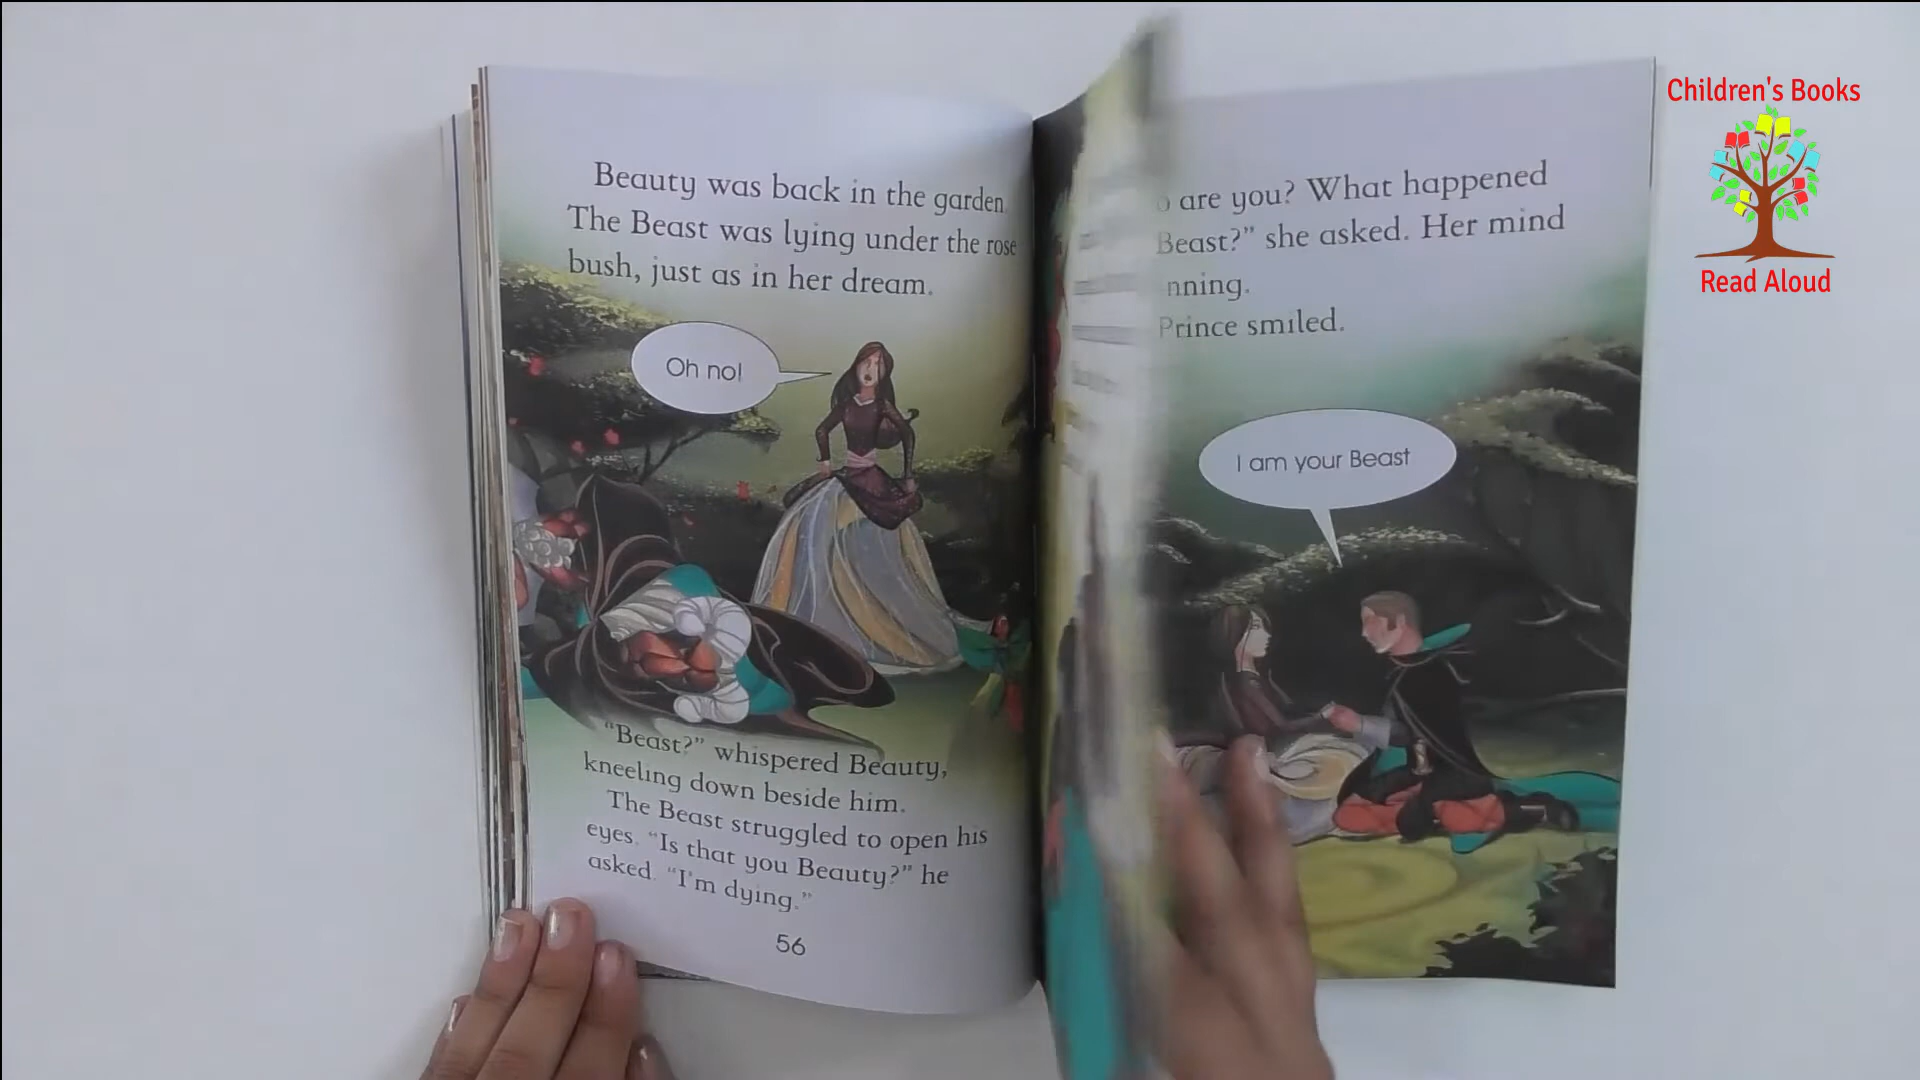 Beauty was back in the garden.
The Beast was lying under the rose
bush, just as in her dream.
Oh no!
"Beast?" whispered Beauty,
kneeling down beside him.
The Beast struggled to open his
eyes. "Is that you Beauty?" he
asked. "I'm dying."
56
are you? What happened
Beast?" she asked. Her mind
Prince smiled.
I am your Beast
Children's Books
Read Aloud